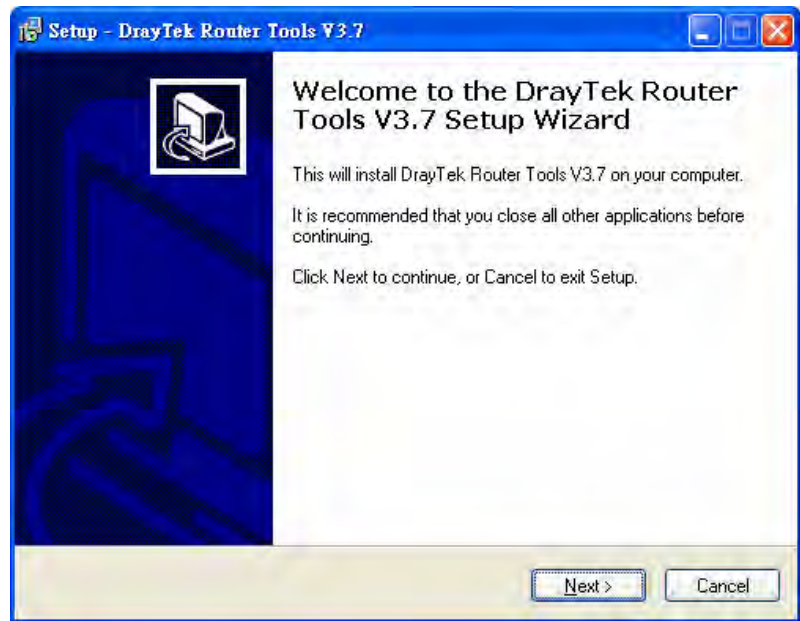 Setup - DrayTek Router Tools V3.7
Welcome to the DrayTek Router
Tools V3.7 Setup Wizard
This will install DrayTek Router Tools V3.7 on your computer.
It is recommended that you close all other applications before
continuing.
Click Next to continue, or Cancel to exit Setup.
Next >
Cancel